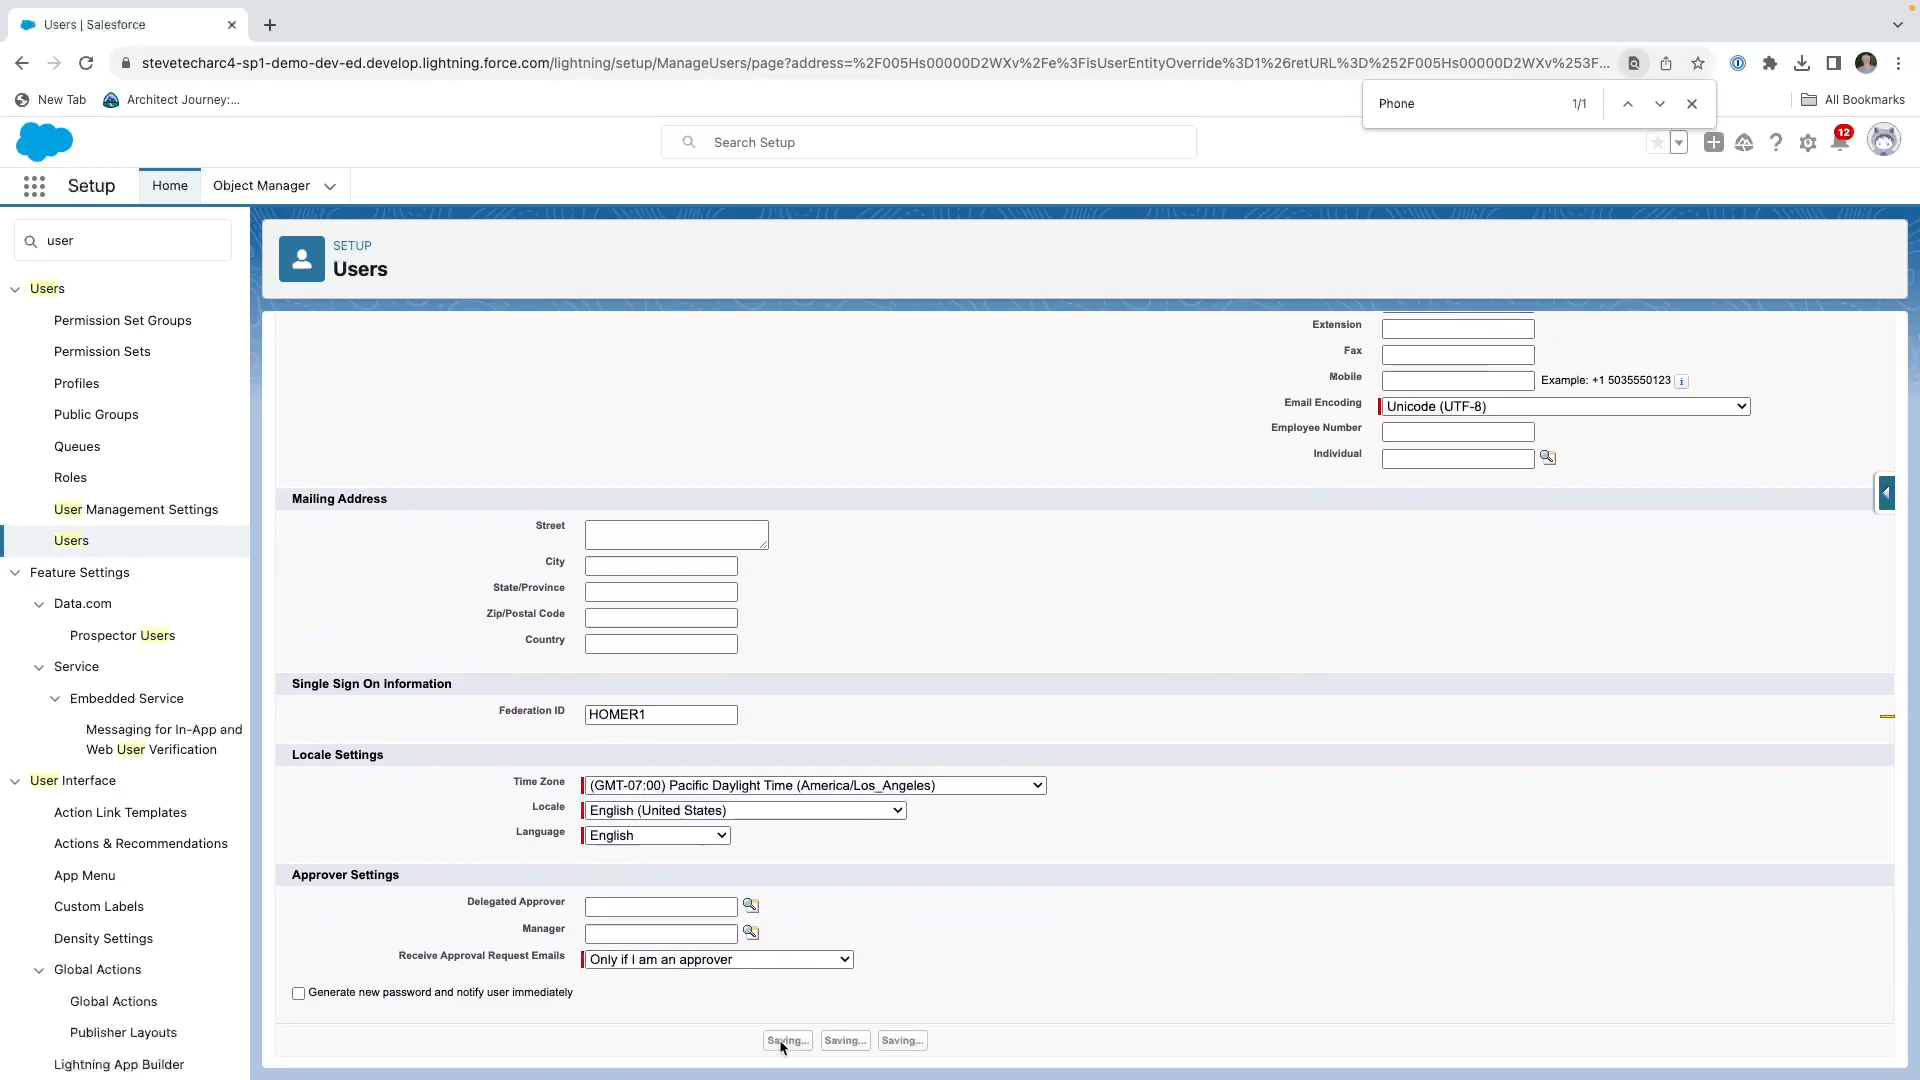 Users | Salesforce
stevetecharc4-sp1-demo-dev-ed.develop.lightning.force.com/lightning/setup/ManageUsers/page?address=%2F005Hs00000D2WXv%2Fe%3FisUserEntityOverride%3D1%26retURL%3D%252F005Hs00000D2WXv%253F...
New Tab
Architect Journey:...
All Bookmarks
Phone
1/1
Search Setup
12
Setup
Home
Object Manager
user
Users
Permission Set Groups
Permission Sets
Profiles
Public Groups
Queues
Roles
User Management Settings
Users
Feature Settings
Data.com
Prospector Users
Service
Embedded Service
Messaging for In-App and
Web User Verification
User Interface
Action Link Templates
Actions & Recommendations
App Menu
Custom Labels
Density Settings
Global Actions
Global Actions
Publisher Layouts
Lightning App Builder
SETUP
Users
Extension
Fax
Mobile
Example: +1 5035550123
Email Encoding
Unicode (UTF-8)
Employee Number
Individual
Mailing Address
Street
City
State/Province
Zip/Postal Code
Country
Single Sign On Information
Federation ID
HOMER1
Locale Settings
Time Zone
(GMT-07:00) Pacific Daylight Time (America/Los_Angeles)
Locale
English (United States)
Language
English
Approver Settings
Delegated Approver
Manager
Receive Approval Request Emails
Only if I am an approver
Generate new password and notify user immediately
Saving...
Saving...
Saving...